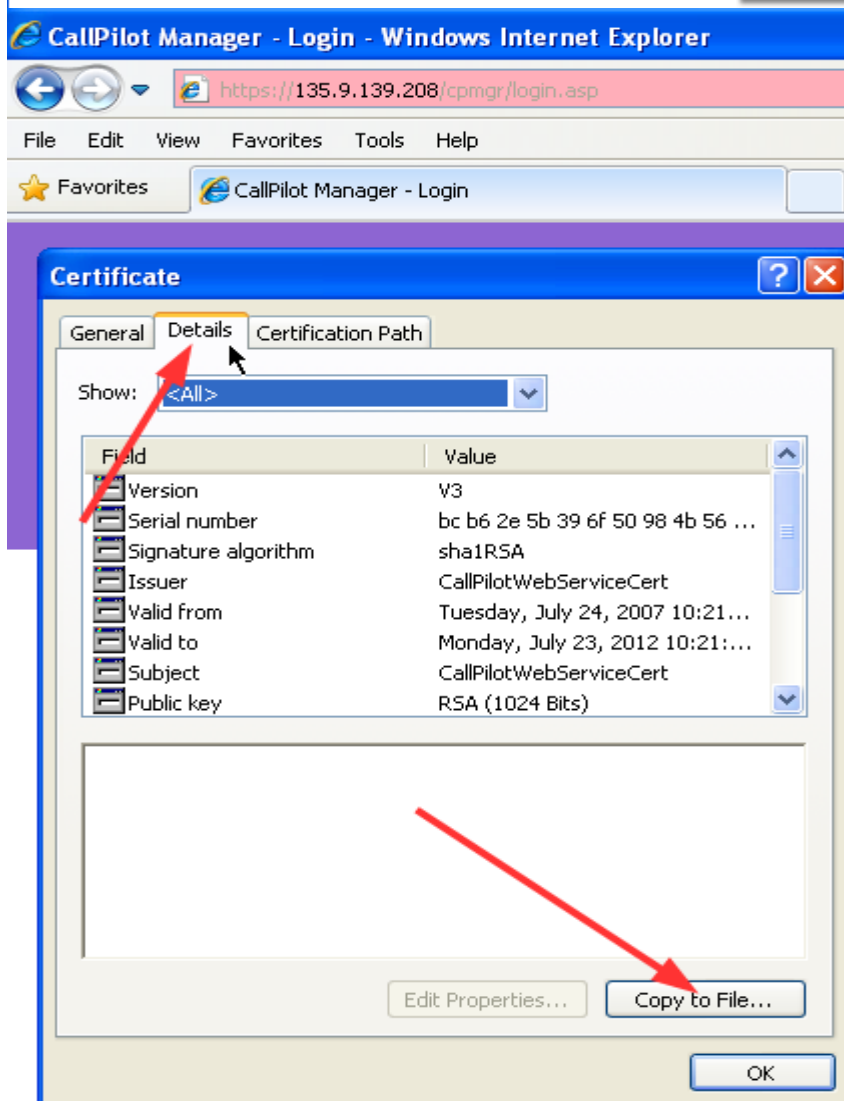 CallPilot Manager - Login - Windows Internet Explorer
https://135.9.139.208/cpmgr/login.asp
File Edit View Favorites Tools Help
Favorites CallPilot Manager - Login
Certificate
General Details Certification Path
Show: <All>
Field Value
Version V3
Serial number bc b6 2e 5b 39 6f 50 98 4b 56 ...
Signature algorithm sha1RSA
Issuer CallPilotWebServiceCert
Valid from Tuesday, July 24, 2007 10:21...
Valid to Monday, July 23, 2012 10:21:...
Subject CallPilotWebServiceCert
Public key RSA (1024 Bits)
Edit Properties... Copy to File...
OK